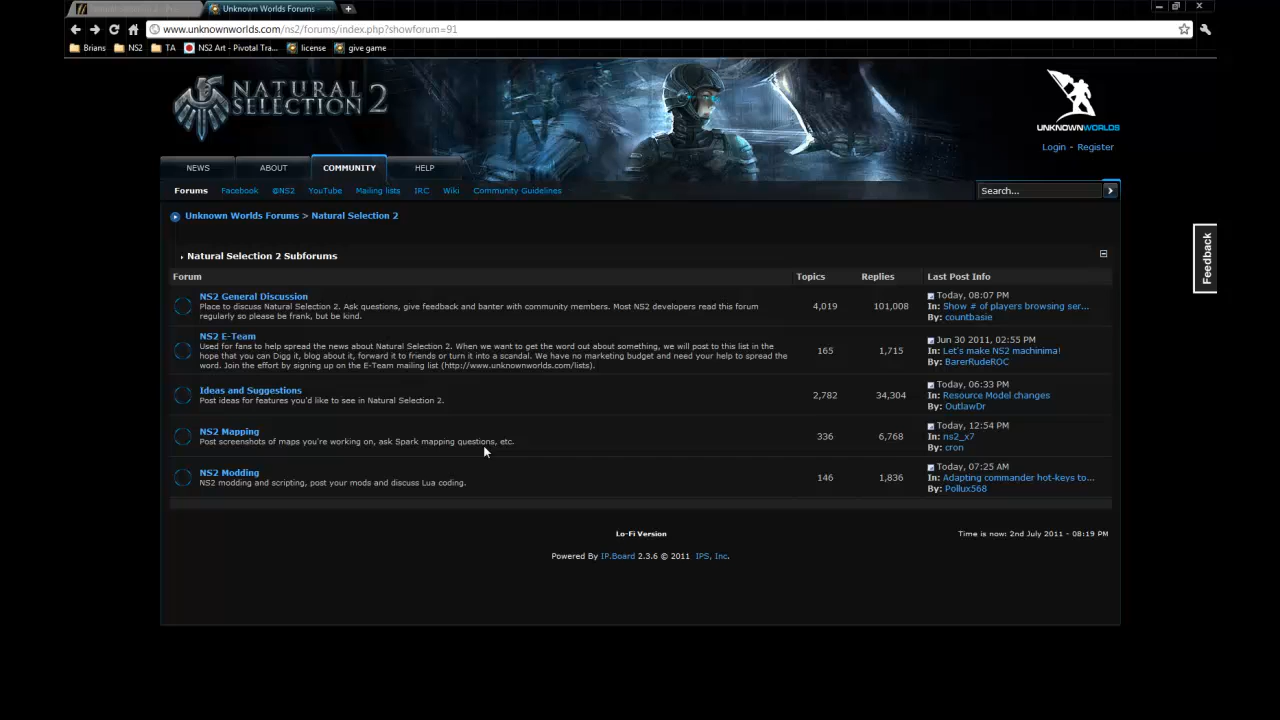 Unknown Worlds Forums -
www.unknownworlds.com/ns2/forums/index.php?showforum=91
Brians NS2 TA NS2 Art - Pivotal Tra... license give game
NATURAL
SELECTION 2
UNKNOWNWORLDS
Login - Register
NEWS ABOUT COMMUNITY HELP
Forums Facebook @NS2 YouTube Mailing lists IRC Wiki Community Guidelines
Search...
Unknown Worlds Forums > Natural Selection 2
Feedback
Natural Selection 2 Subforums
Forum Topics Replies Last Post Info
NS2 General Discussion
Place to discuss Natural Selection 2. Ask questions, give feedback and banter with community members. Most NS2 developers read this forum
regularly so please be frank, but be kind.
4,019 101,008
Today, 08:07 PM
In: Show # of players browsing ser...
By: countbasie
NS2 E-Team
Used for fans to help spread the news about Natural Selection 2. When we want to get the word out about something, we will post to this list in the
hope that you can Digg it, blog about it, forward it to friends or turn it into a scandal. We have no marketing budget and need your help to spread the
word. Join the effort by signing up on the E-Team mailing list (http://www.unknownworlds.com/lists).
165 1,715
Jun 30 2011, 02:55 PM
In: Let's make NS2 machinima!
By: BarerRudeROC
Ideas and Suggestions
Post ideas for features you'd like to see in Natural Selection 2.
2,782 34,304
Today, 06:33 PM
In: Resource Model changes
By: OutlawDr
NS2 Mapping
Post screenshots of maps you're working on, ask Spark mapping questions, etc.
336 6,768
Today, 12:54 PM
In: ns2_x7
By: cron
NS2 Modding
NS2 modding and scripting, post your mods and discuss Lua coding.
146 1,836
Today, 07:25 AM
In: Adapting commander hot-keys to...
By: Pollux568
Lo-Fi Version
Time is now: 2nd July 2011 - 08:19 PM
Powered By IP.Board 2.3.6 © 2011 IPS, Inc.